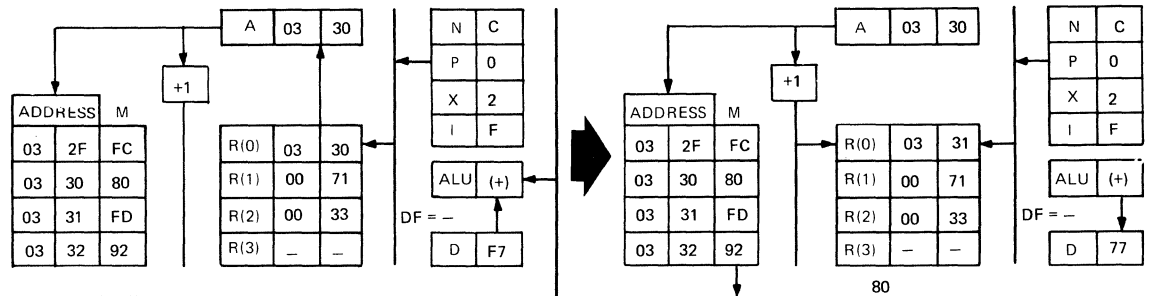 A 03 30
+1
ADDRESS M
03 2F FC
03 30 80
03 31 FD
03 32 92
R(0) 03 30
R(1) 00 71
R(2) 00 33
R(3) – –
N C
P 0
X 2
I F
ALU (+)
DF = –
D F7
A 03 30
+1
ADDRESS M
03 2F FC
03 30 80
03 31 FD
03 32 92
R(0) 03 31
R(1) 00 71
R(2) 00 33
R(3) – –
N C
P 0
X 2
I F
ALU (+)
DF = –
D 77
80